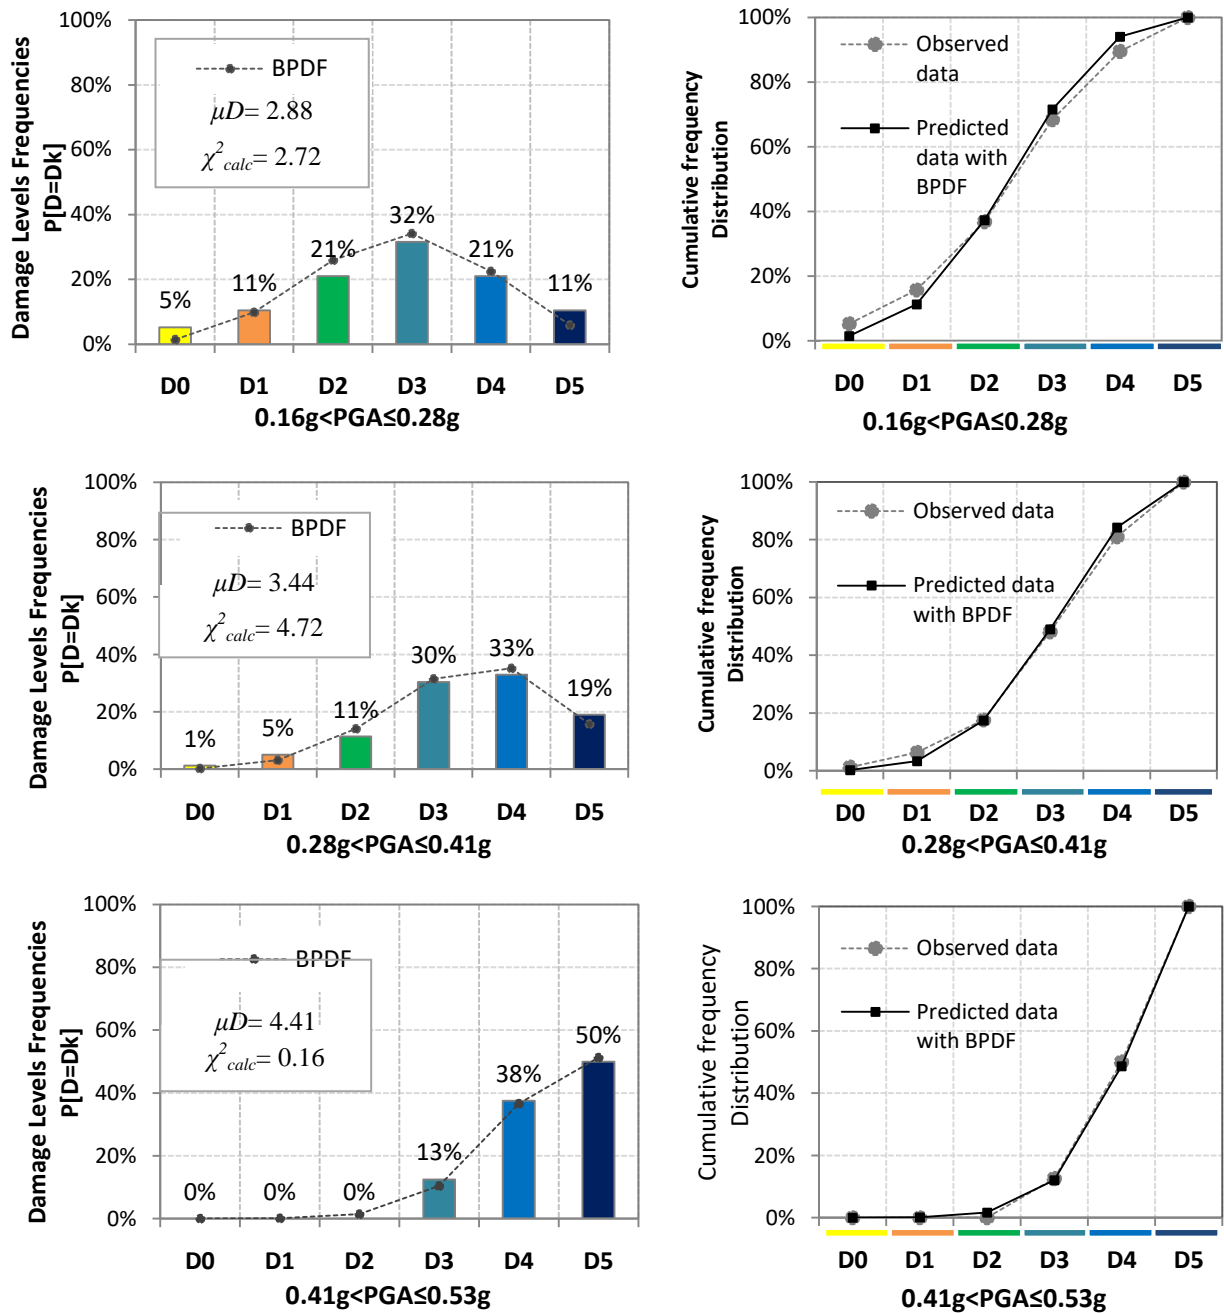 Damage Levels Frequencies
P[D=Dk]
100%
80%
60%
40%
20%
0%
BPDF
μD= 2.88
χ²calc= 2.72
5%
11%
21%
32%
21%
11%
D0 D1 D2 D3 D4 D5
0.16g<PGA≤0.28g
Cumulative frequency
Distribution
100%
80%
60%
40%
20%
0%
Observed
data
Predicted
data with
BPDF
D0 D1 D2 D3 D4 D5
0.16g<PGA≤0.28g
Damage Levels Frequencies
P[D=Dk]
100%
80%
60%
40%
20%
0%
BPDF
μD= 3.44
χ²calc= 4.72
1%
5%
11%
30%
33%
19%
D0 D1 D2 D3 D4 D5
0.28g<PGA≤0.41g
Cumulative frequency
Distribution
100%
80%
60%
40%
20%
0%
Observed data
Predicted data
with BPDF
D0 D1 D2 D3 D4 D5
0.28g<PGA≤0.41g
Damage Levels Frequencies
P[D=Dk]
100%
80%
60%
40%
20%
0%
BPDF
μD= 4.41
χ²calc= 0.16
0%
0%
0%
13%
38%
50%
D0 D1 D2 D3 D4 D5
0.41g<PGA≤0.53g
Cumulative frequency
Distribution
100%
80%
60%
40%
20%
0%
Observed data
Predicted data
with BPDF
D0 D1 D2 D3 D4 D5
0.41g<PGA≤0.53g